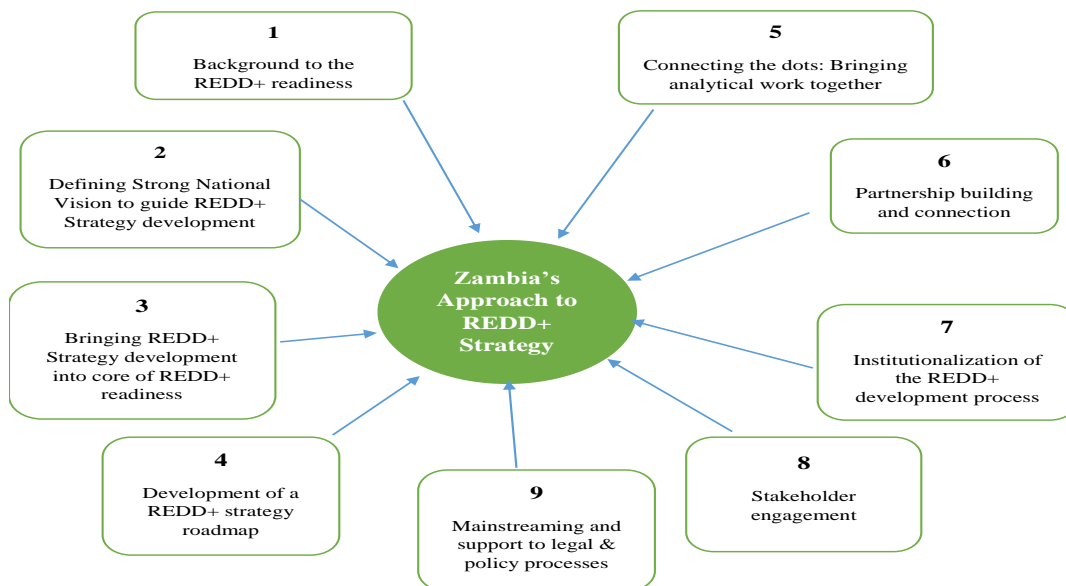 1
Background to the
REDD+ readiness
2
Defining Strong National
Vision to guide REDD+
Strategy development
3
Bringing REDD+
Strategy development
into core of REDD+
readiness
4
Development of a
REDD+ strategy
roadmap
5
Connecting the dots: Bringing
analytical work together
6
Partnership building
and connection
7
Institutionalization of
the REDD+
development process
8
Stakeholder
engagement
9
Mainstreaming and
support to legal &
policy processes
Zambia’s
Approach to
REDD+
Strategy